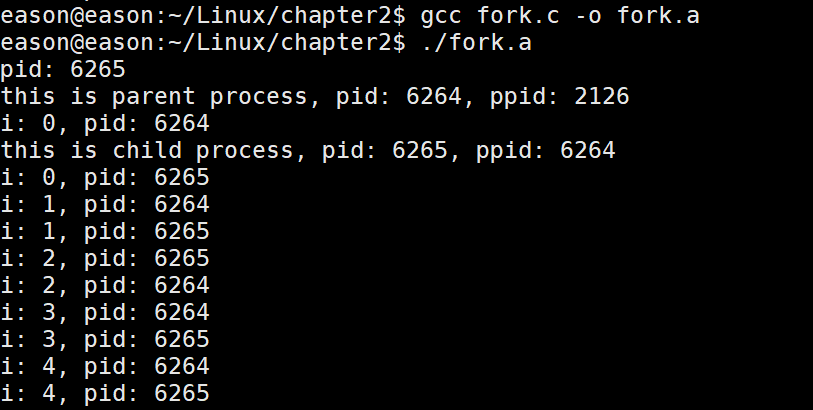 eason@eason:~/Linux/chapter2$ gcc fork.c -o fork.a
eason@eason:~/Linux/chapter2$ ./fork.a
pid: 6265
this is parent process, pid: 6264, ppid: 2126
i: 0, pid: 6264
this is child process, pid: 6265, ppid: 6264
i: 0, pid: 6265
i: 1, pid: 6264
i: 1, pid: 6265
i: 2, pid: 6265
i: 2, pid: 6264
i: 3, pid: 6264
i: 3, pid: 6265
i: 4, pid: 6264
i: 4, pid: 6265